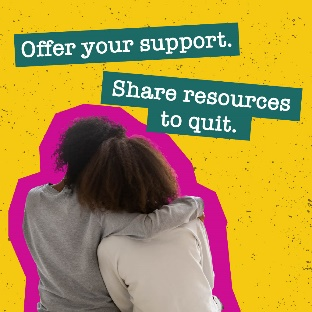 Offer your support.
Share resources
to quit.